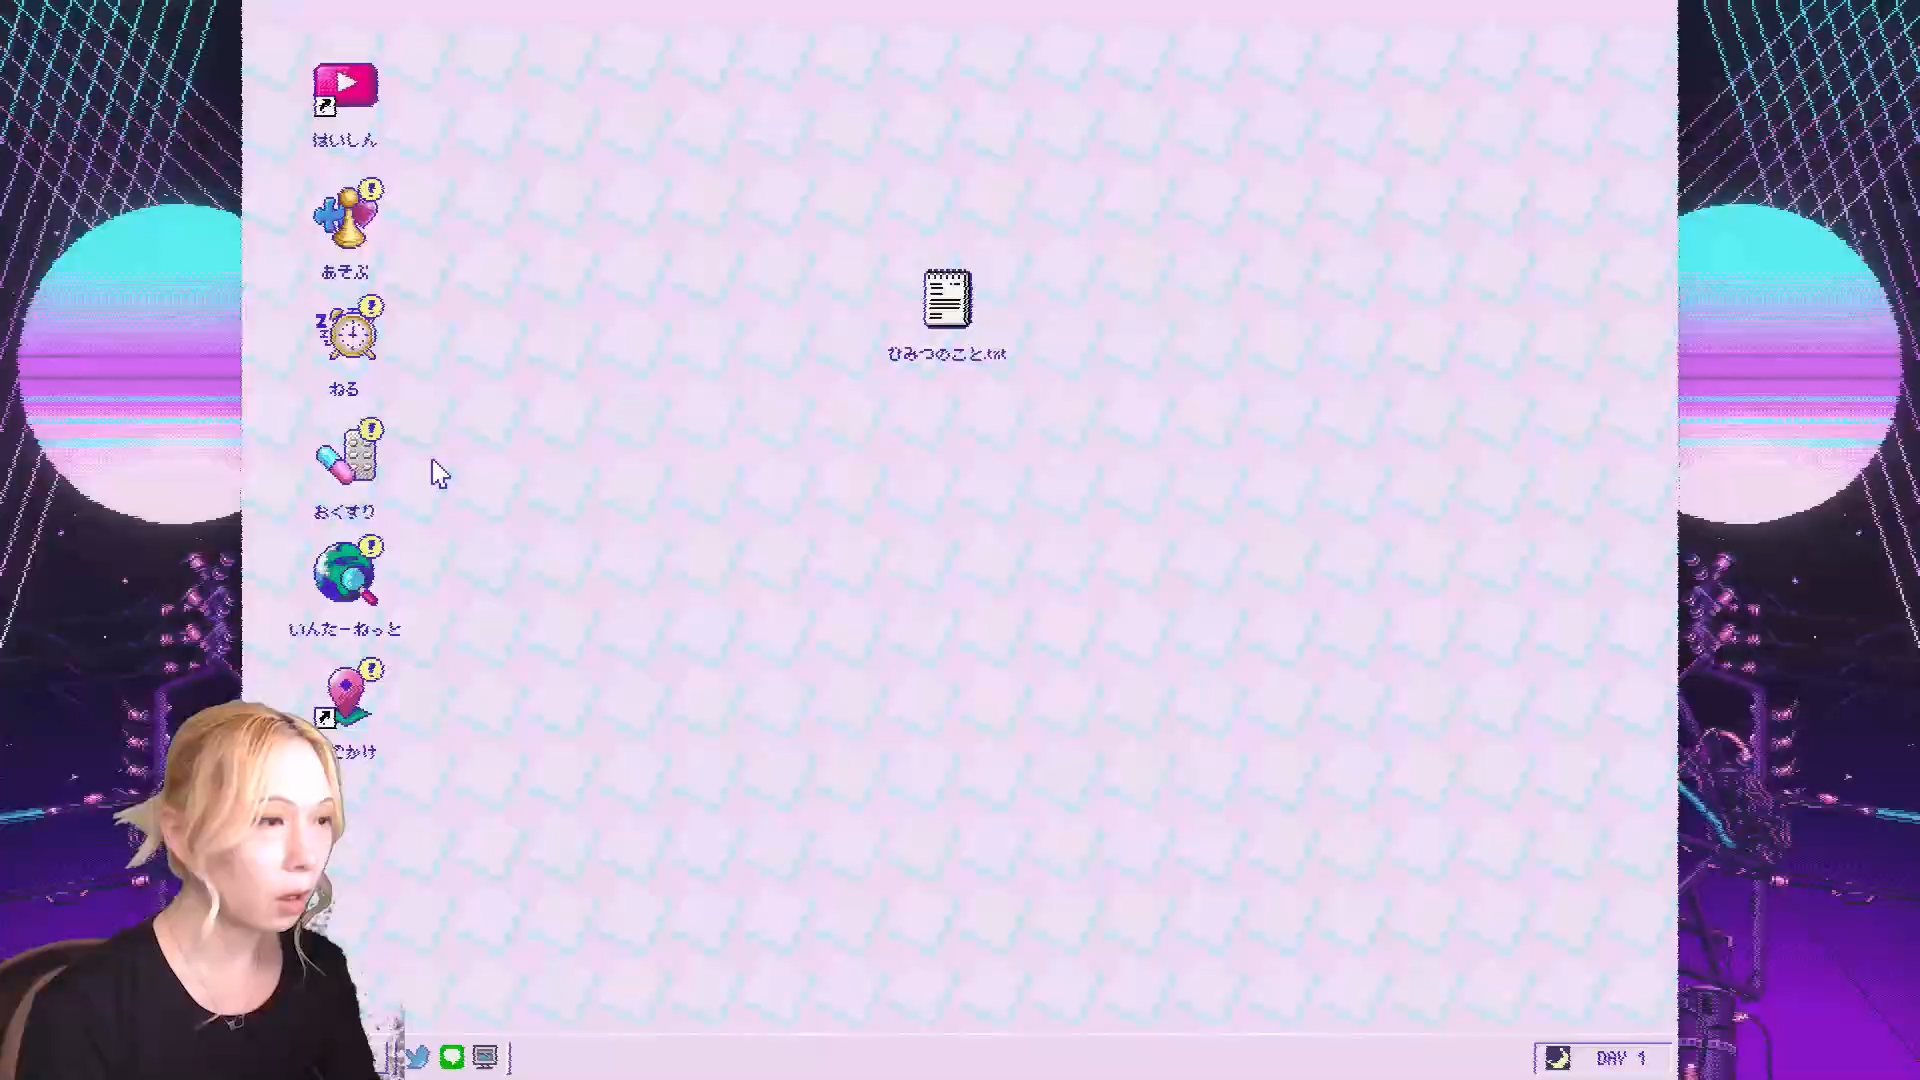 はいしん
あそぶ
ねる
おくすり
いんたーねっと
でかけ
ひみつのこと.txt
DAY 1